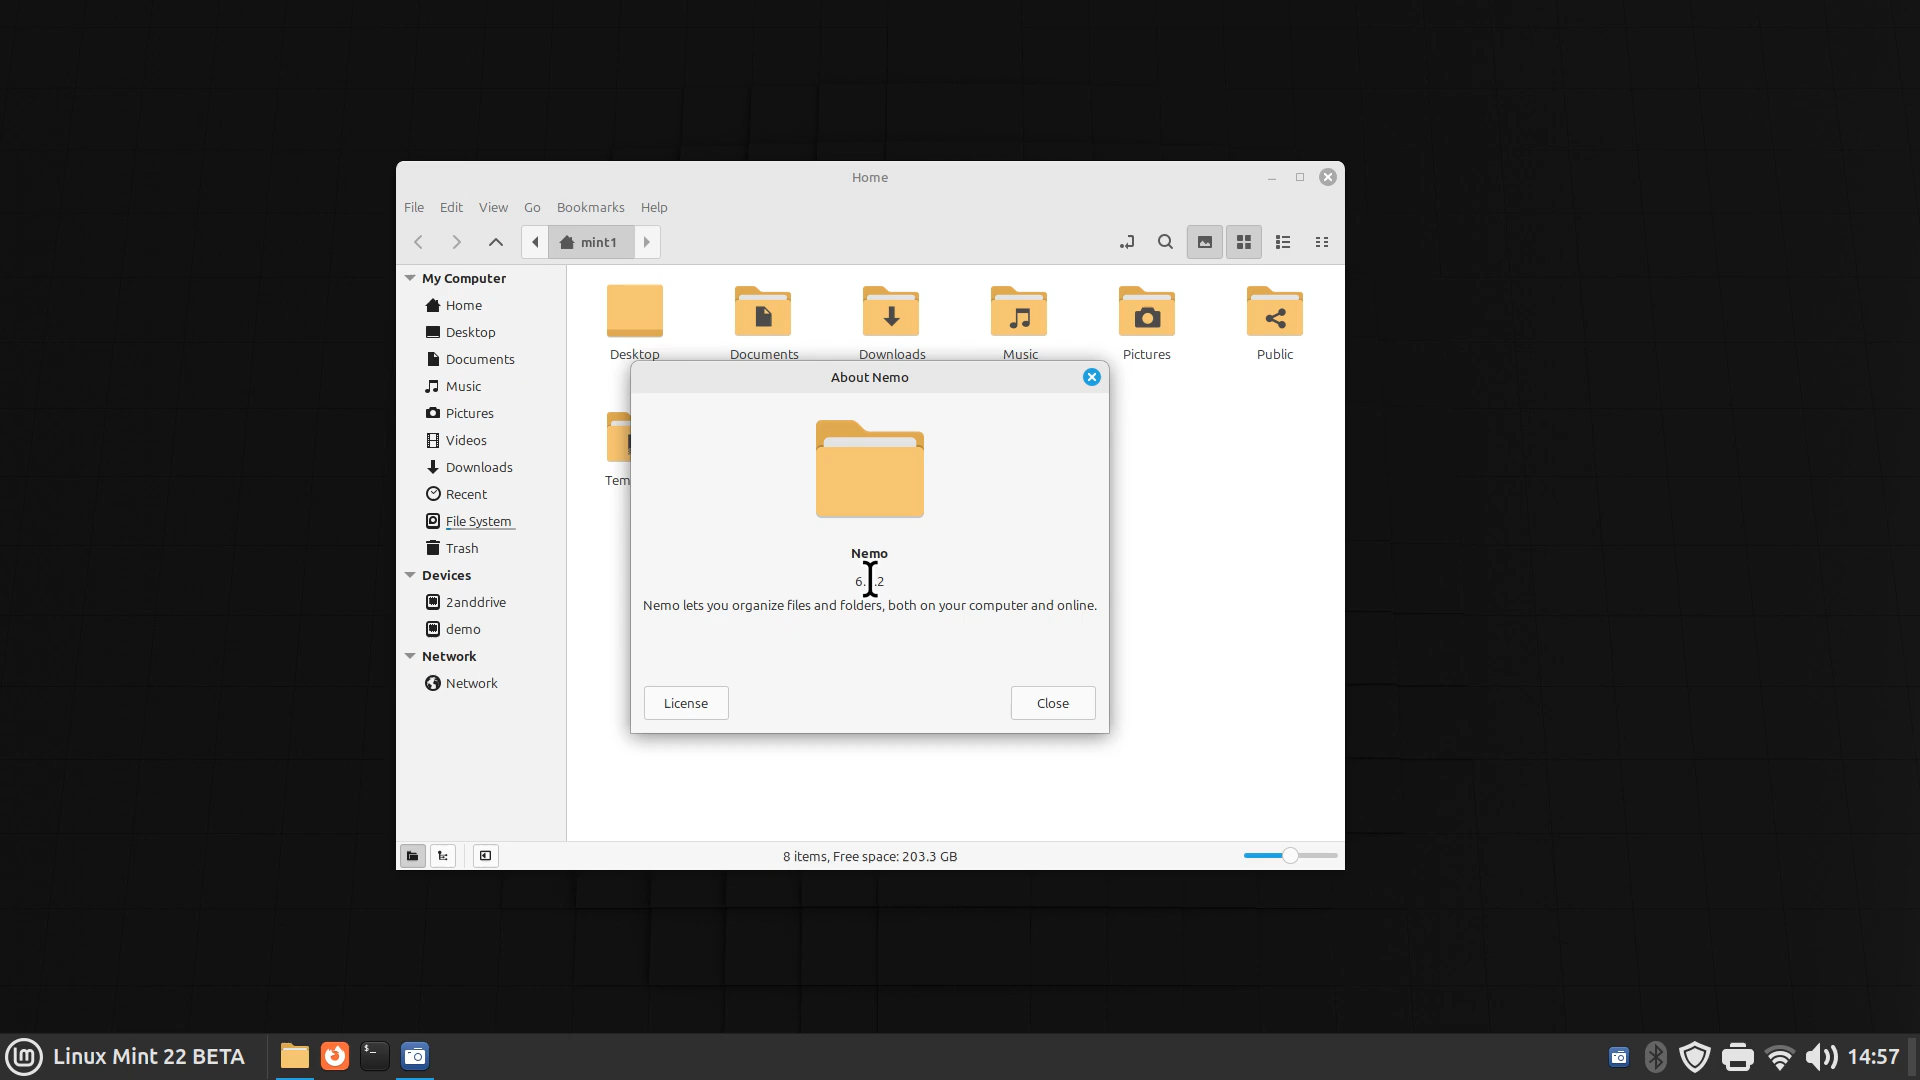 Home
File Edit View Go Bookmarks Help
mint1
My Computer
Home
Desktop
Documents
Music
Pictures
Videos
Downloads
Recent
File System
Trash
Devices
2anddrive
demo
Network
Network
Desktop Documents Downloads Music Pictures Public
Tem
About Nemo
Nemo
Nemo lets you organize files and folders, both on your computer and online.
License Close
8 items, Free space: 203.3 GB
Linux Mint 22 BETA
$_
14:57